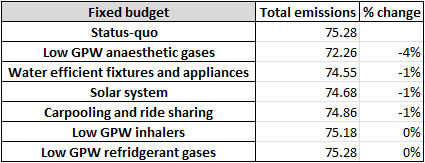 Fixed budget Total emissions % change
Status-quo 75.28
Low GPW anaesthetic gases 72.26 -4%
Water efficient fixtures and appliances 74.55 -1%
Solar system 74.68 -1%
Carpooling and ride sharing 74.86 -1%
Low GPW inhalers 75.18 0%
Low GPW refridgerant gases 75.28 0%